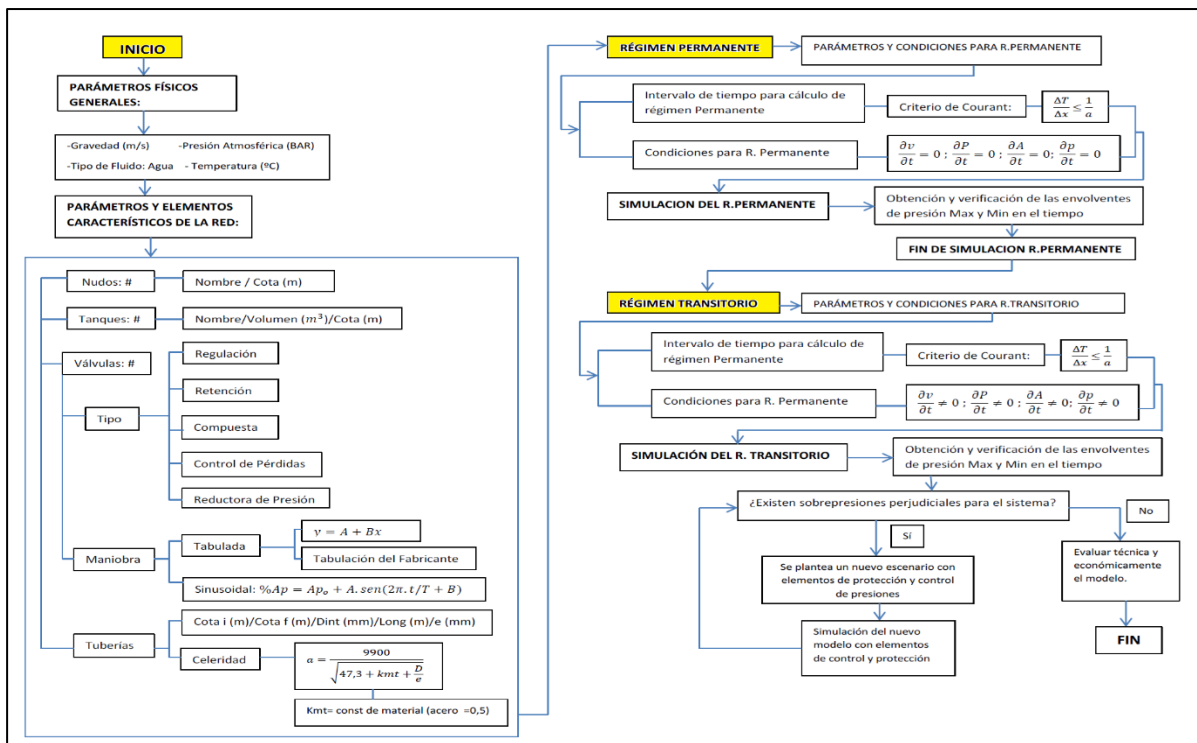 INICIO
PARÁMETROS FÍSICOS
GENERALES:
-Gravedad (m/s) -Presión Atmosférica (BAR)
-Tipo de Fluido: Agua - Temperatura (ºC)
PARÁMETROS Y ELEMENTOS
CARACTERÍSTICOS DE LA RED:
Nudos: #
Nombre / Cota (m)
Tanques: #
Nombre/Volumen (m³)/Cota (m)
Válvulas: #
Tipo
Regulación
Retención
Compuesta
Control de Pérdidas
Reductora de Presión
Maniobra
Tabulada
y = A + Bx
Tabulación del Fabricante
Sinusoidal: %Ap = Ap₀ + A. sen(2π. t/T + B)
Tuberías
Cota i (m)/Cota f (m)/Dint (mm)/Long (m)/e (mm)
Celeridad
a = 9900 / √(47,3 + kmt + D/e)
Kmt= const de material (acero =0,5)
RÉGIMEN PERMANENTE
PARÁMETROS Y CONDICIONES PARA R.PERMANENTE
Intervalo de tiempo para cálculo de
régimen Permanente
Criterio de Courant:
ΔT/Δx ≤ 1/a
Condiciones para R. Permanente
∂v/∂t = 0 ; ∂P/∂t = 0 ; ∂A/∂t = 0; ∂p/∂t = 0
SIMULACION DEL R.PERMANENTE
Obtención y verificación de las envolventes
de presión Max y Min en el tiempo
FIN DE SIMULACION R.PERMANENTE
RÉGIMEN TRANSITORIO
PARÁMETROS Y CONDICIONES PARA R.TRANSITORIO
Intervalo de tiempo para cálculo de
régimen Permanente
Criterio de Courant:
ΔT/Δx ≤ 1/a
Condiciones para R. Permanente
∂v/∂t ≠ 0 ; ∂P/∂t ≠ 0 ; ∂A/∂t ≠ 0; ∂p/∂t ≠ 0
SIMULACIÓN DEL R. TRANSITORIO
Obtención y verificación de las envolventes
de presión Max y Min en el tiempo
¿Existen sobrepresiones perjudiciales para el sistema?
No
Sí
Se plantea un nuevo escenario con
elementos de protección y control de
presiones
Evaluar técnica y
económicamente
el modelo.
Simulación del nuevo
modelo con elementos
de control y protección
FIN